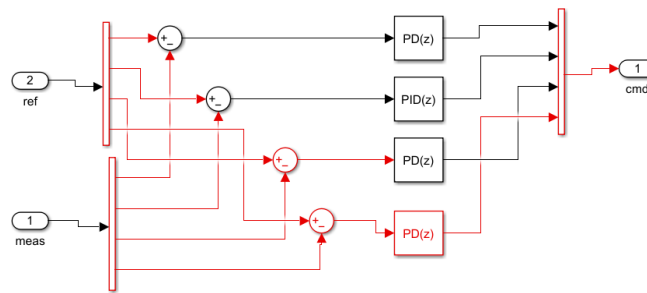 +
−
PD(z)
2
ref
+
−
PID(z)
1
cmd
+
−
PD(z)
1
meas
+
−
PD(z)